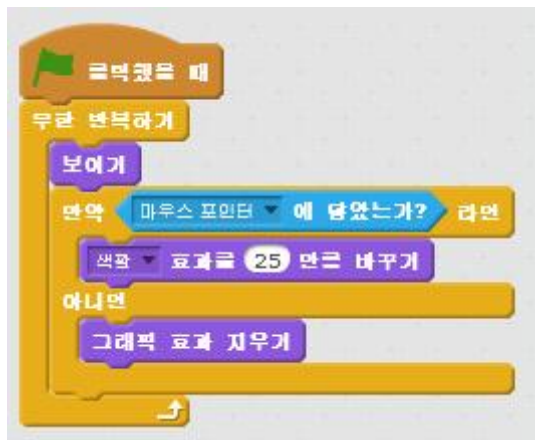 클릭했을 때
무한 반복하기
보이기
만약 마우스 포인터 에 닿았는가? 라면
색깔 효과를 25 만큼 바꾸기
아니면
그래픽 효과 지우기